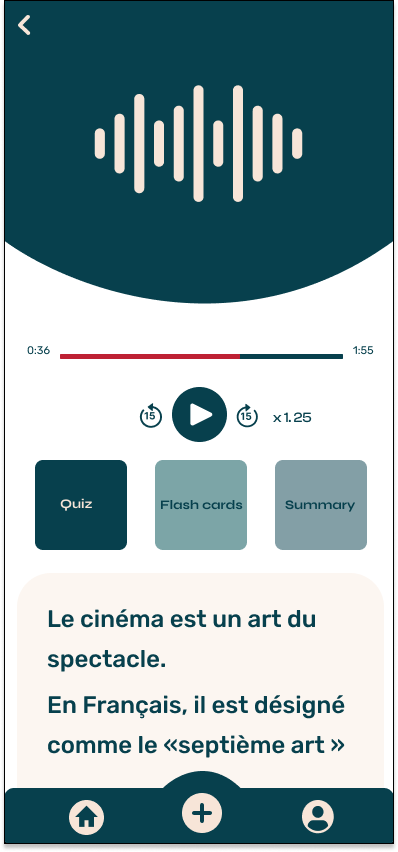 0:36
1:55
15
15
x1.25
Quiz
Flash cards
Summary
Le cinéma est un art du
spectacle.
En Français, il est désigné
comme le «septième art »